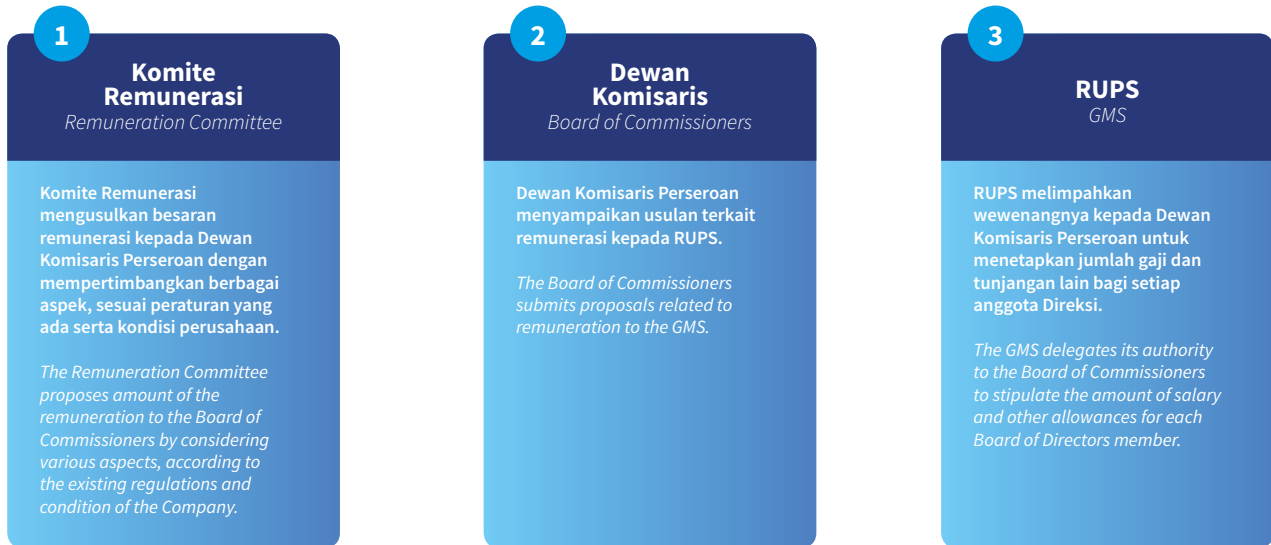 1
Komite
Remunerasi
Remuneration Committee
Komite Remunerasi
mengusulkan besaran
remunerasi kepada Dewan
Komisaris Perseroan dengan
mempertimbangkan berbagai
aspek, sesuai peraturan yang
ada serta kondisi perusahaan.
The Remuneration Committee
proposes amount of the
remuneration to the Board of
Commissioners by considering
various aspects, according to
the existing regulations and
condition of the Company.
2
Dewan
Komisaris
Board of Commissioners
Dewan Komisaris Perseroan
menyampaikan usulan terkait
remunerasi kepada RUPS.
The Board of Commissioners
submits proposals related to
remuneration to the GMS.
3
RUPS
GMS
RUPS melimpahkan
wewenangnya kepada Dewan
Komisaris Perseroan untuk
menetapkan jumlah gaji dan
tunjangan lain bagi setiap
anggota Direksi.
The GMS delegates its authority
to the Board of Commissioners
to stipulate the amount of salary
and other allowances for each
Board of Directors member.